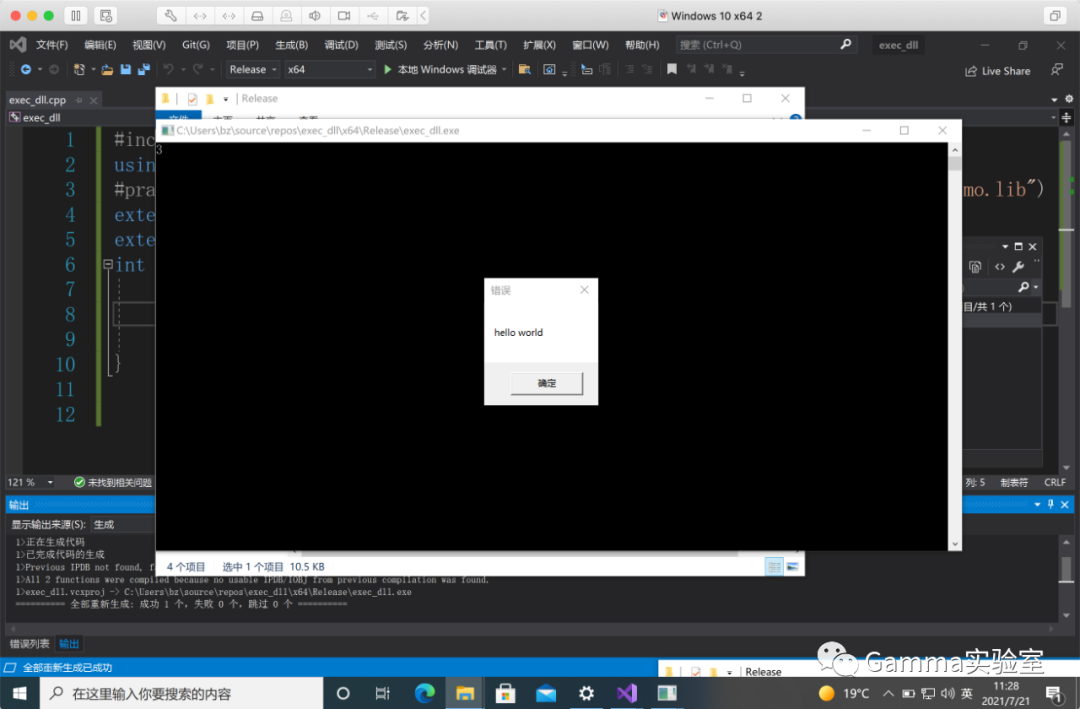 Windows 10 x64 2
文件(F) 编辑(E) 视图(V) Git(G) 项目(P) 生成(B) 调试(D) 测试(S) 分析(N) 工具(T) 扩展(X) 窗口(W) 帮助(H) 搜索 (Ctrl+Q) exec_dll
Release x64 本地 Windows 调试器 Live Share
exec_dll.cpp
Release
exec_dll
文件
C:\Users\bz\source\repos\exec_dll\x64\Release\exec_dll.exe
3
1 #inc
2 usin
3 #pra mo.lib")
4 exte
5 exte
6 int
7
8
9
10 }
11
12
目/共 1 个)
错误
hello world
确定
121 % 未找到相关问题 列: 5 制表符 CRLF
输出
显示输出来源(S): 生成
1>正在生成代码
1>已完成代码的生成
1>Previous IPDB not found, f
4 个项目 选中 1 个项目 10.5 KB
1>All 2 functions were compiled because no usable IPDB/IOBJ from previous compilation was found.
1>exec_dll.vcxproj -> C:\Users\bz\source\repos\exec_dll\x64\Release\exec_dll.exe
========== 全部重新生成: 成功 1 个，失败 0 个，跳过 0 个 ==========
错误列表 输出
全部重新生成已成功
Release
Gamma实验室
在这里输入你要搜索的内容
19°C 英 11:28
2021/7/21
1